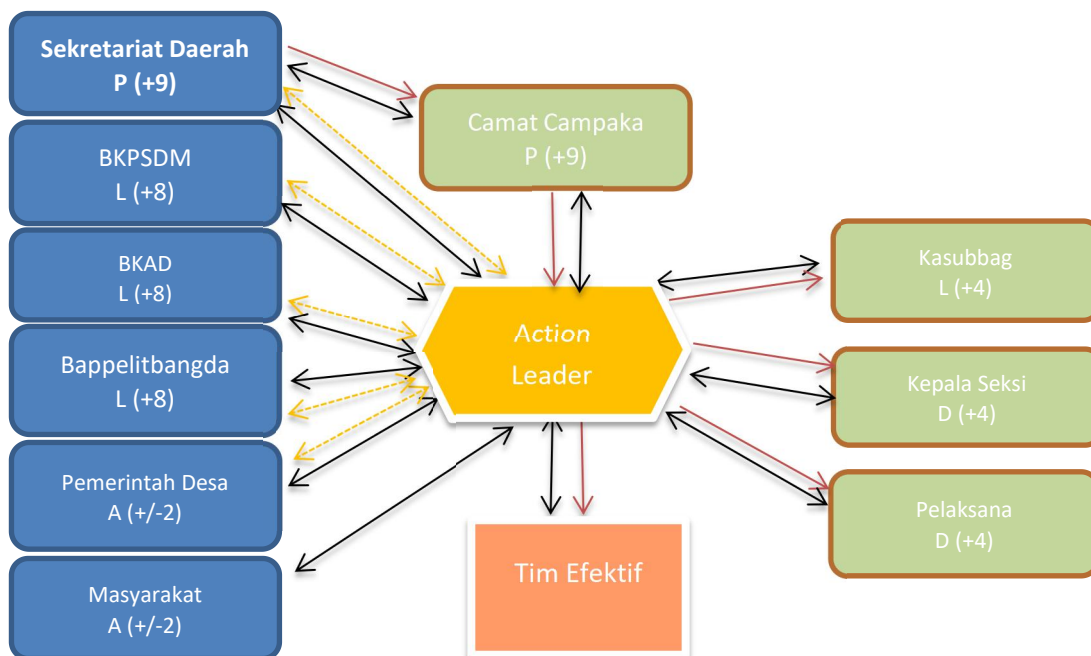 Sekretariat Daerah
P (+9)
BKPSDM
L (+8)
BKAD
L (+8)
Bappelitbangda
L (+8)
Pemerintah Desa
A (+/-2)
Masyarakat
A (+/-2)
Camat Campaka
P (+9)
Action
Leader
Tim Efektif
Kasubbag
L (+4)
Kepala Seksi
D (+4)
Pelaksana
D (+4)